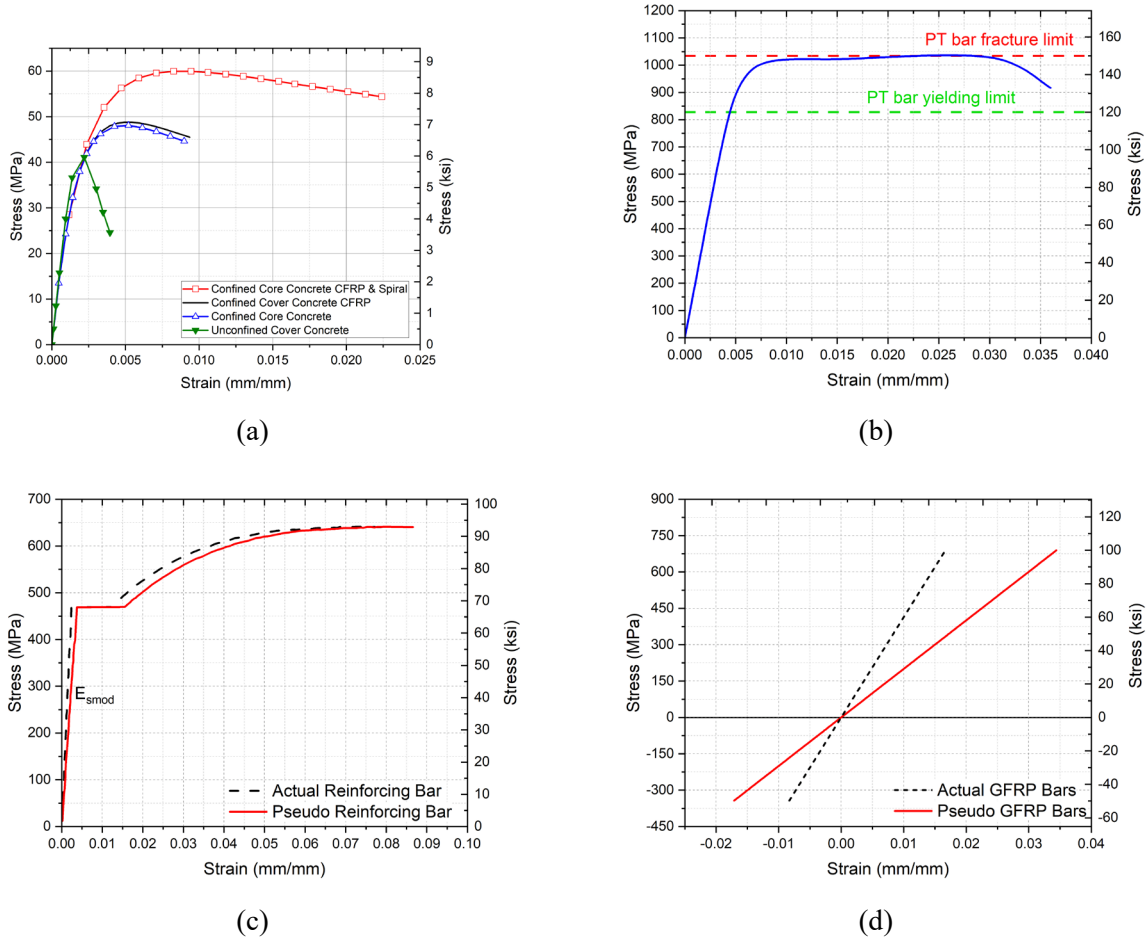 60
50
40
30
20
10
0
9
8
7
6
5
4
3
2
1
0
Stress (MPa)
Stress (ksi)
Confined Core Concrete CFRP & Spiral
Confined Cover Concrete CFRP
Confined Core Concrete
Unconfined Cover Concrete
0.000 0.005 0.010 0.015 0.020 0.025
Strain (mm/mm)
(a)
1200
1100
1000
900
800
700
600
500
400
300
200
100
0
160
140
120
100
80
60
40
20
0
Stress (MPa)
Stress (ksi)
PT bar fracture limit
PT bar yielding limit
0.000 0.005 0.010 0.015 0.020 0.025 0.030 0.035 0.040
Strain (mm/mm)
(b)
700
600
500
400
300
200
100
0
100
90
80
70
60
50
40
30
20
10
0
Stress (MPa)
Stress (ksi)
Esmod
Actual Reinforcing Bar
Pseudo Reinforcing Bar
0.00 0.01 0.02 0.03 0.04 0.05 0.06 0.07 0.08 0.09 0.10
Strain (mm/mm)
(c)
900
750
600
450
300
150
0
-150
-300
-450
120
100
80
60
40
20
0
-20
-40
-60
Stress (MPa)
Stress (ksi)
Actual GFRP Bars
Pseudo GFRP Bars
-0.02 -0.01 0.00 0.01 0.02 0.03 0.04
Strain (mm/mm)
(d)